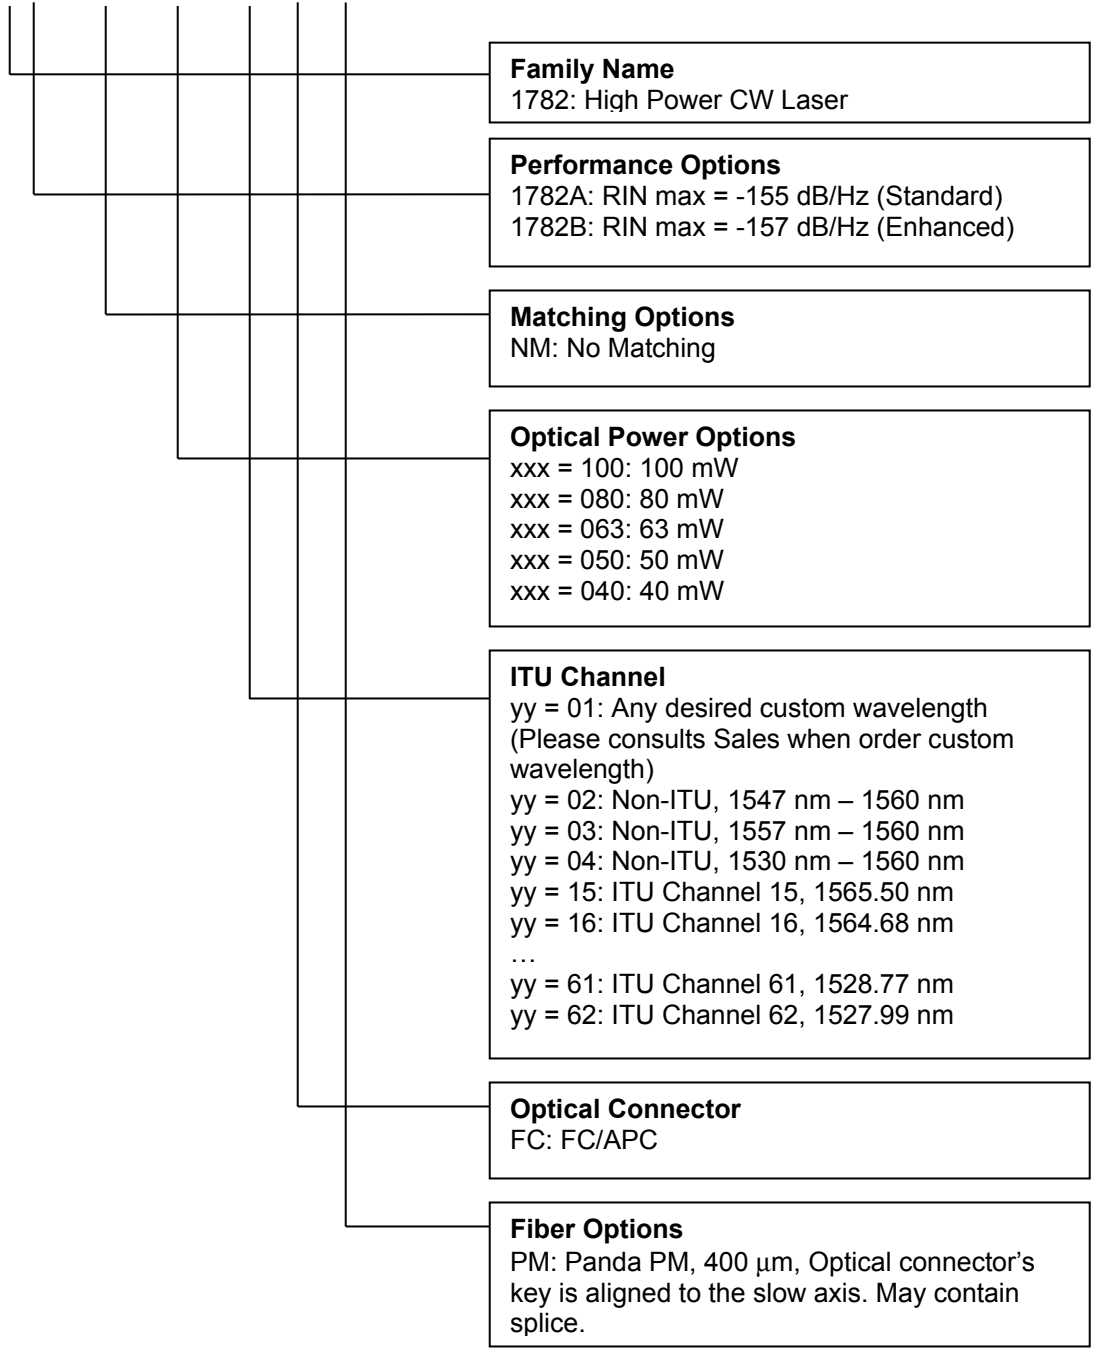 Family Name
1782: High Power CW Laser
Performance Options
1782A: RIN max = -155 dB/Hz (Standard)
1782B: RIN max = -157 dB/Hz (Enhanced)
Matching Options
NM: No Matching
Optical Power Options
xxx = 100: 100 mW
xxx = 080: 80 mW
xxx = 063: 63 mW
xxx = 050: 50 mW
xxx = 040: 40 mW
ITU Channel
yy = 01: Any desired custom wavelength
(Please consults Sales when order custom
wavelength)
yy = 02: Non-ITU, 1547 nm – 1560 nm
yy = 03: Non-ITU, 1557 nm – 1560 nm
yy = 04: Non-ITU, 1530 nm – 1560 nm
yy = 15: ITU Channel 15, 1565.50 nm
yy = 16: ITU Channel 16, 1564.68 nm
…
yy = 61: ITU Channel 61, 1528.77 nm
yy = 62: ITU Channel 62, 1527.99 nm
Optical Connector
FC: FC/APC
Fiber Options
PM: Panda PM, 400 μm, Optical connector’s
key is aligned to the slow axis. May contain
splice.